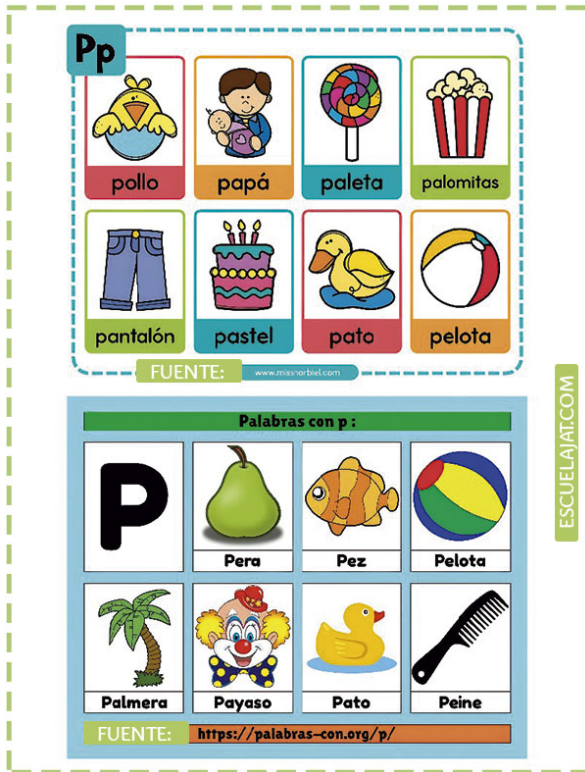 Pp
pollo papá paleta palomitas
pantalón pastel pato pelota
FUENTE: www.missnorbiel.com
ESCUELAJAT.COM
Palabras con p :
P
Pera Pez Pelota
Palmera Payaso Pato Peine
FUENTE: https://palabras-con.org/p/